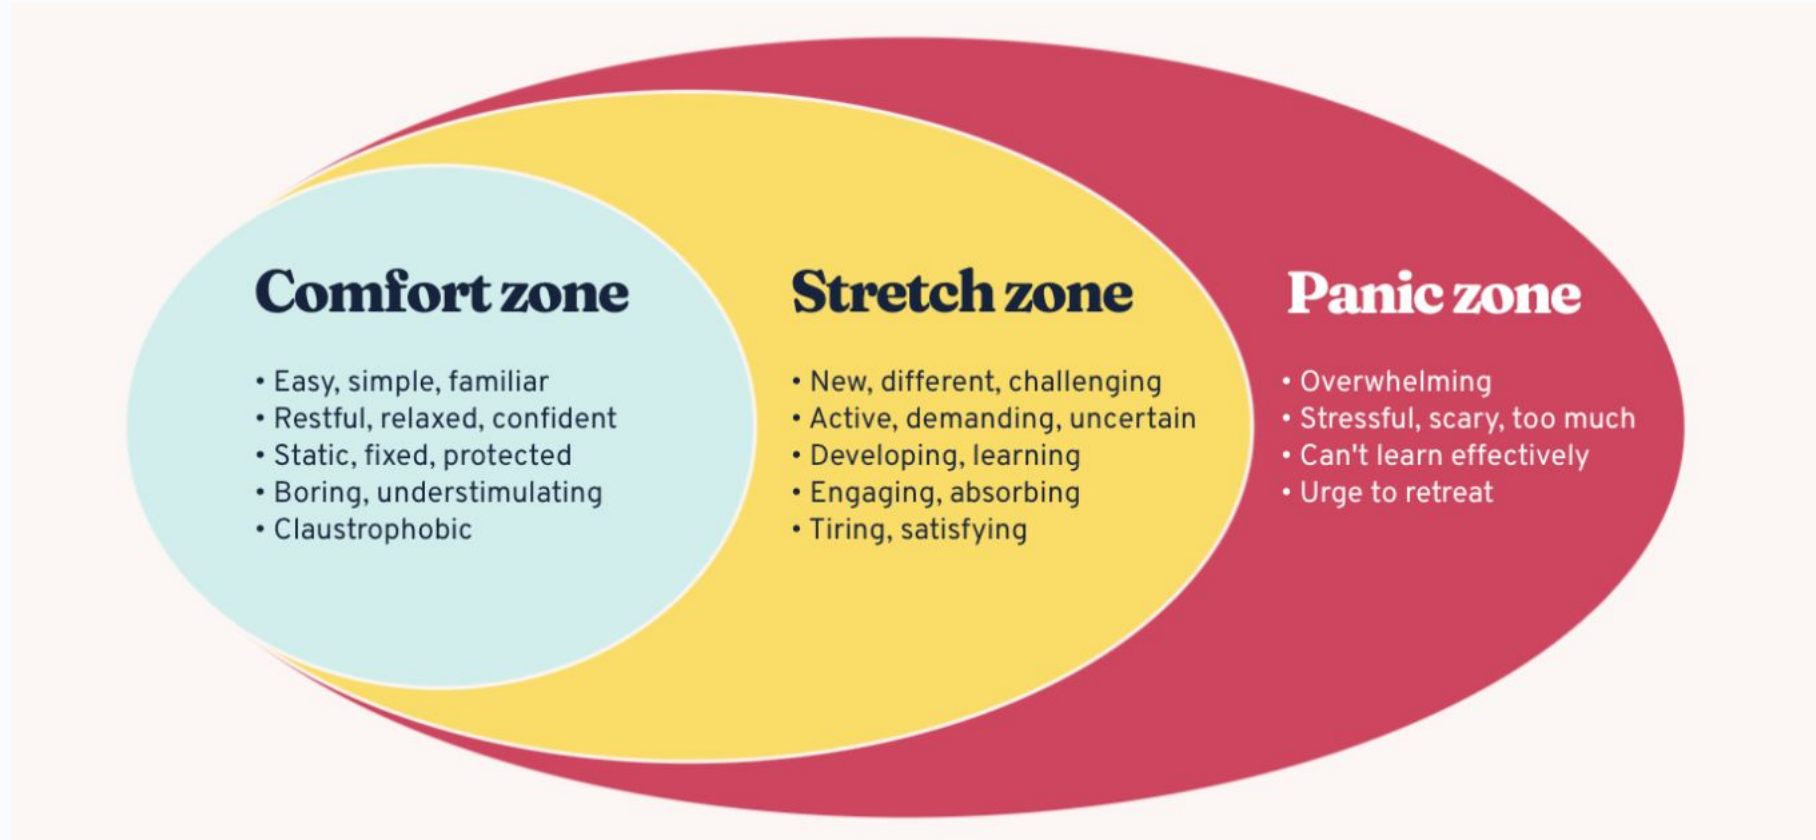 Comfort zone
• Easy, simple, familiar
• Restful, relaxed, confident
• Static, fixed, protected
• Boring, understimulating
• Claustrophobic
Stretch zone
• New, different, challenging
• Active, demanding, uncertain
• Developing, learning
• Engaging, absorbing
• Tiring, satisfying
Panic zone
• Overwhelming
• Stressful, scary, too much
• Can't learn effectively
• Urge to retreat